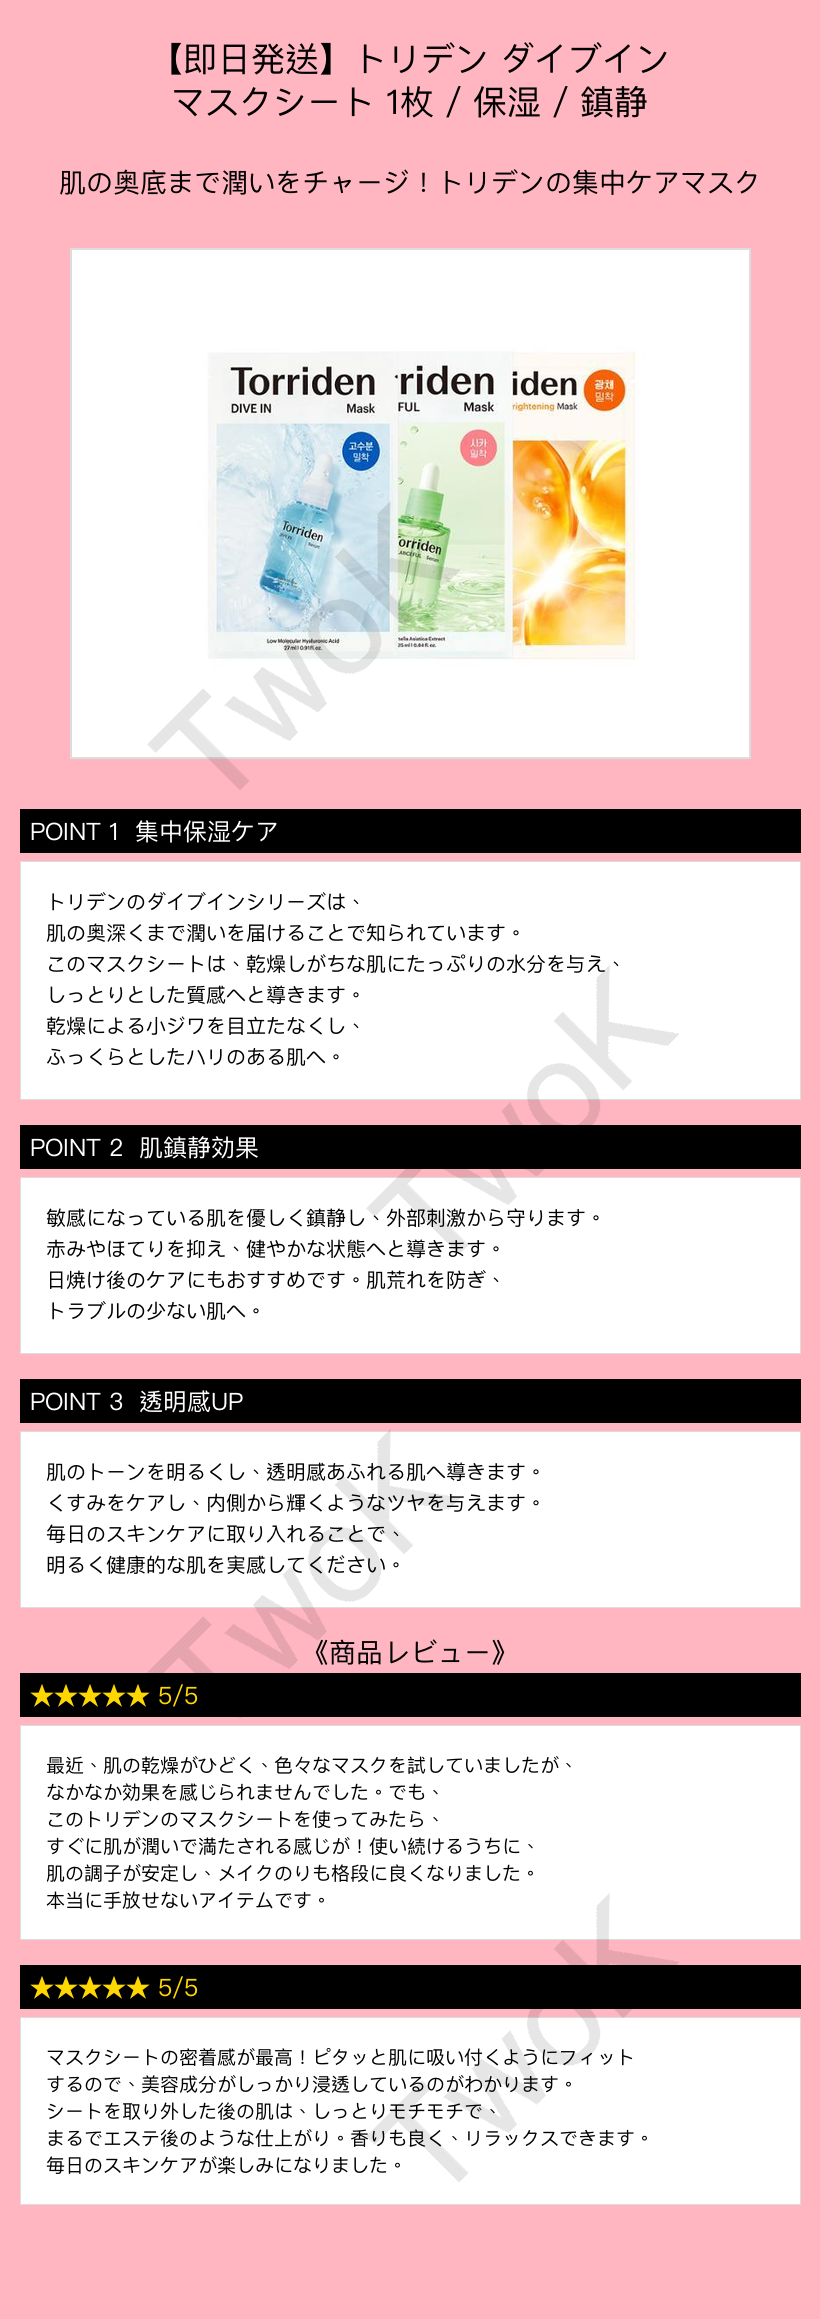 【即日発送】トリデン ダイブイン
マスクシート 1枚 / 保湿 / 鎮静
肌の奥底まで潤いをチャージ！トリデンの集中ケアマスク
Torriden
DIVE IN Mask
고수분
밀착
Torriden
Serum
Low Molecular Hyaluronic Acid
27ml | 0.91fl. oz.
riden
FUL Mask
시카
밀착
orriden
Serum
tella Asiatica Extract
25ml | 0.84 fl. oz.
iden
rightening Mask
광채
밀착
TwoK
POINT 1 集中保湿ケア
トリデンのダイブインシリーズは、
肌の奥深くまで潤いを届けることで知られています。
このマスクシートは、乾燥しがちな肌にたっぷりの水分を与え、
しっとりとした質感へと導きます。
乾燥による小ジワを目立たなくし、
ふっくらとしたハリのある肌へ。
TwoK
POINT 2 肌鎮静効果
敏感になっている肌を優しく鎮静し、外部刺激から守ります。
赤みやほてりを抑え、健やかな状態へと導きます。
日焼け後のケアにもおすすめです。肌荒れを防ぎ、
トラブルの少ない肌へ。
POINT 3 透明感UP
肌のトーンを明るくし、透明感あふれる肌へ導きます。
くすみをケアし、内側から輝くようなツヤを与えます。
毎日のスキンケアに取り入れることで、
明るく健康的な肌を実感してください。
TwoK
《商品レビュー》
★★★★★ 5/5
最近、肌の乾燥がひどく、色々なマスクを試していましたが、
なかなか効果を感じられませんでした。でも、
このトリデンのマスクシートを使ってみたら、
すぐに肌が潤いで満たされる感じが！使い続けるうちに、
肌の調子が安定し、メイクのりも格段に良くなりました。
本当に手放せないアイテムです。
★★★★★ 5/5
マスクシートの密着感が最高！ピタッと肌に吸い付くようにフィット
するので、美容成分がしっかり浸透しているのがわかります。
シートを取り外した後の肌は、しっとりモチモチで、
まるでエステ後のような仕上がり。香りも良く、リラックスできます。
毎日のスキンケアが楽しみになりました。
TwoK